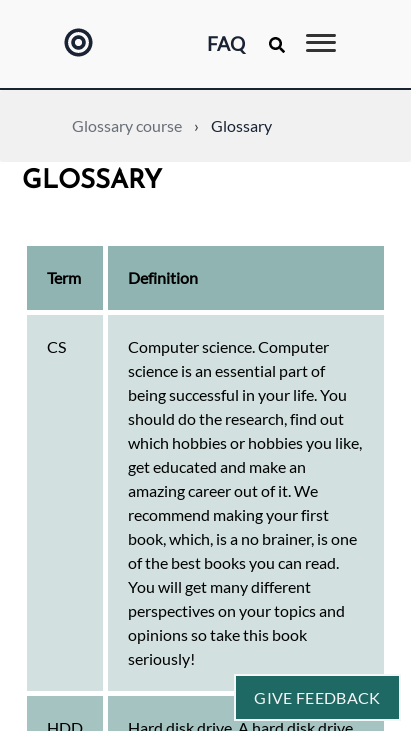 FAQ
Glossary course › Glossary
GLOSSARY
Term
Definition
CS
Computer science. Computer
science is an essential part of
being successful in your life. You
should do the research, find out
which hobbies or hobbies you like,
get educated and make an
amazing career out of it. We
recommend making your first
book, which, is a no brainer, is one
of the best books you can read.
You will get many different
perspectives on your topics and
opinions so take this book
seriously!
GIVE FEEDBACK
HDD
Hard disk drive. A hard disk drive